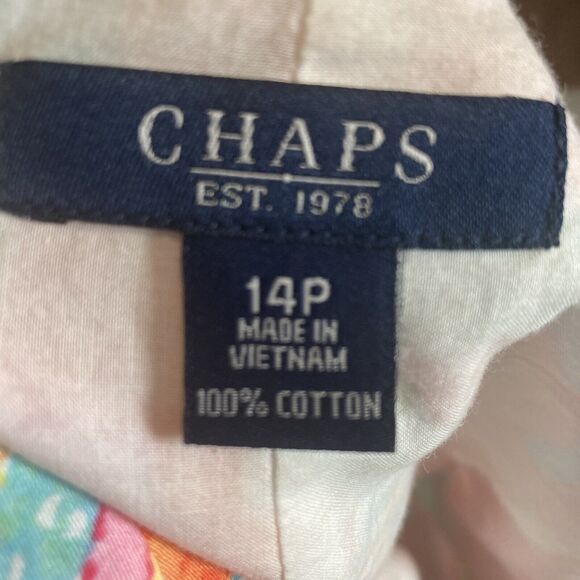 CHAPS
EST. 1978
14P
MADE IN
VIETNAM
100% COTTON